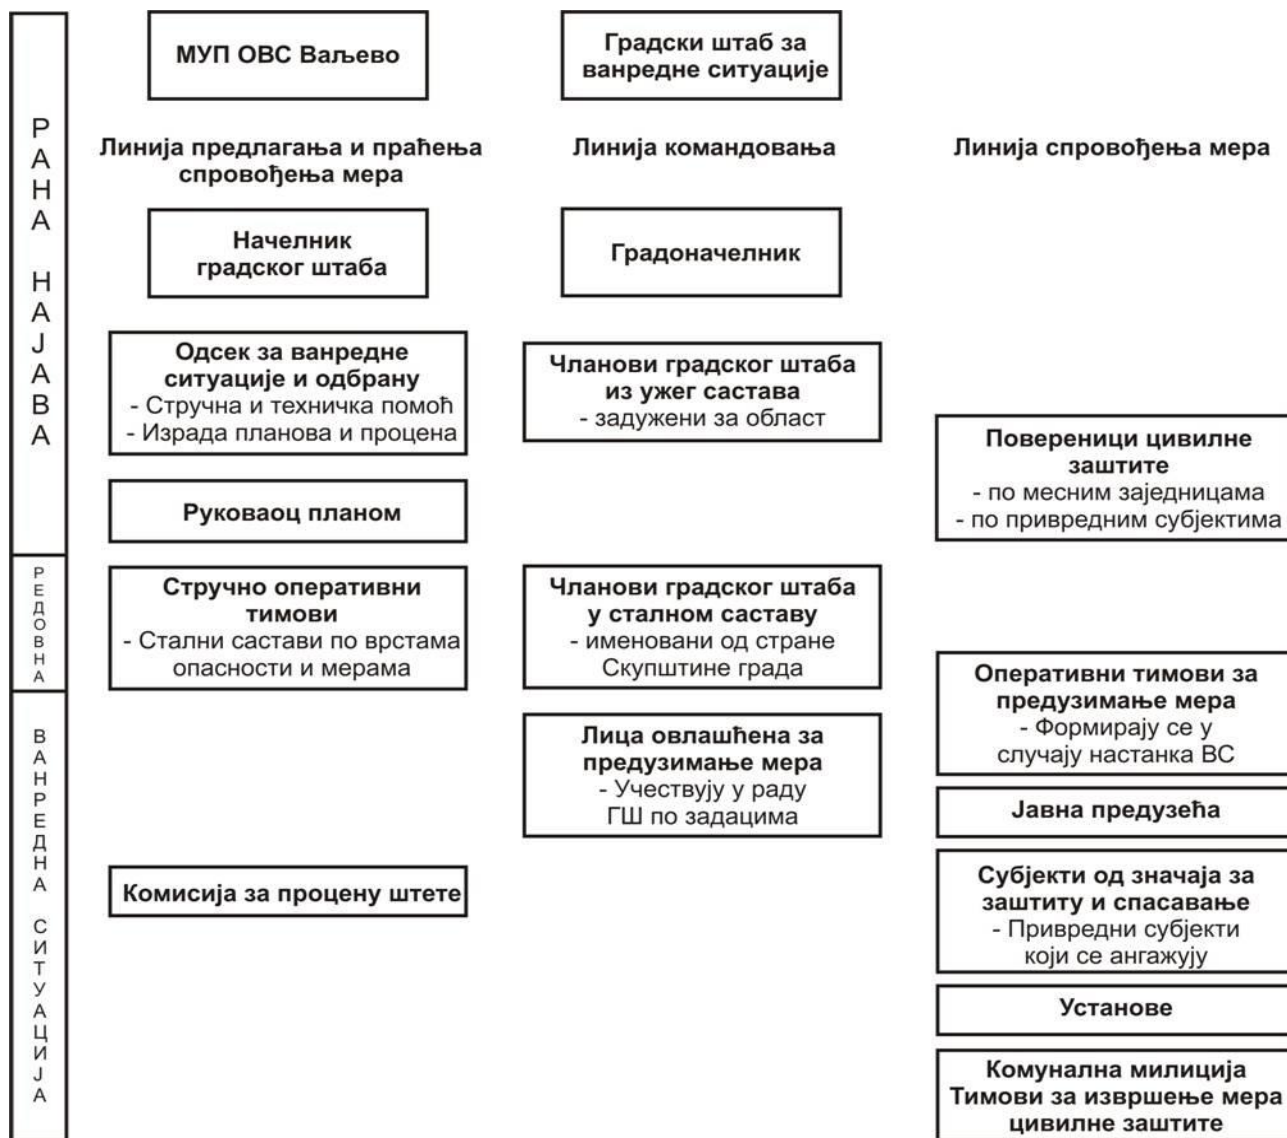 РАНА НАЈАВА
РЕДОВНА
ВАНРЕДНА СИТУАЦИЈА
МУП ОВС Ваљево
Линија предлагања и праћења
спровођења мера
Начелник
градског штаба
Одсек за ванредне
ситуације и одбрану
- Стручна и техничка помоћ
- Израда планова и процена
Руковаоц планом
Стручно оперативни
тимови
- Стални састави по врстама
опасности и мерама
Комисија за процену штете
Градски штаб за
ванредне ситуације
Линија командовања
Градоначелник
Чланови градског штаба
из ужег састава
- задужени за област
Чланови градског штаба
у сталном саставу
- именовани од стране
Скупштине града
Лица овлашћена за
предузимање мера
- Учествују у раду
ГШ по задацима
Линија спровођења мера
Повереници цивилне
заштите
- по месним заједницама
- по привредним субјектима
Оперативни тимови за
предузимање мера
- Формирају се у
случају настанка ВС
Јавна предузећа
Субјекти од значаја за
заштиту и спасавање
- Привредни субјекти
који се ангажују
Установе
Комунална милиција
Тимови за извршење мера
цивилне заштите